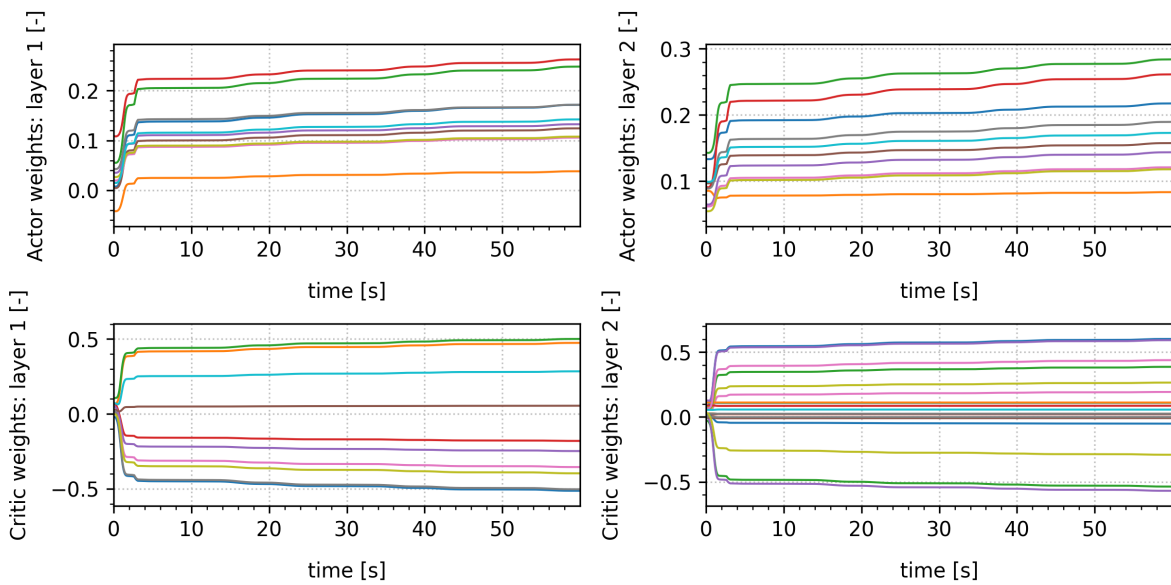 Actor weights: layer 1 [-]
0.2
0.1
0.0
0 10 20 30 40 50
time [s]
Actor weights: layer 2 [-]
0.3
0.2
0.1
0 10 20 30 40 50
time [s]
Critic weights: layer 1 [-]
0.5
0.0
−0.5
0 10 20 30 40 50
time [s]
Critic weights: layer 2 [-]
0.5
0.0
−0.5
0 10 20 30 40 50
time [s]